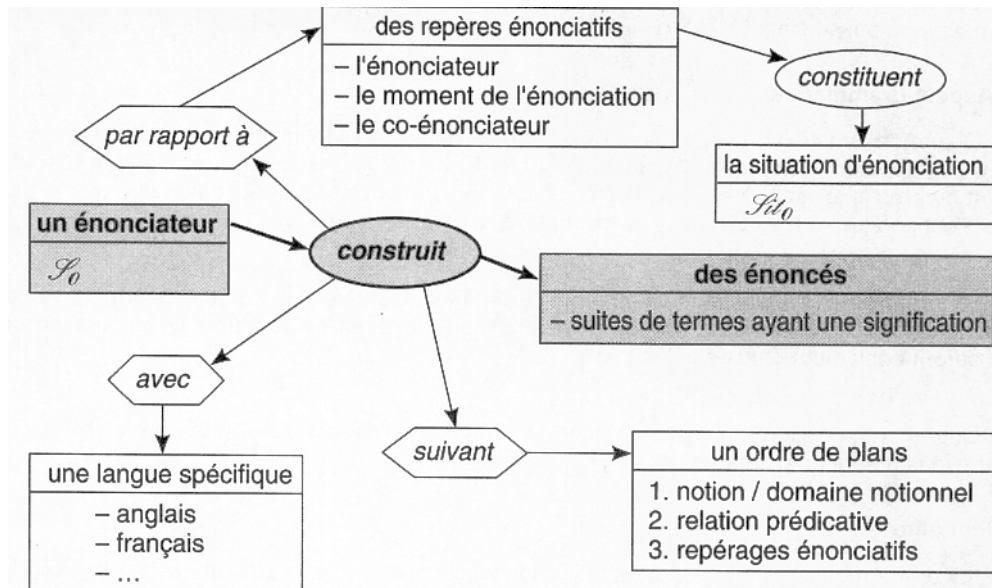 des repères énonciatifs
– l'énonciateur
– le moment de l'énonciation
– le co-énonciateur
constituent
par rapport à
la situation d'énonciation
𝒮it₀
un énonciateur
𝒮₀
construit
des énoncés
– suites de termes ayant une signification
avec
suivant
une langue spécifique
– anglais
– français
– ...
un ordre de plans
1. notion / domaine notionnel
2. relation prédicative
3. repérages énonciatifs